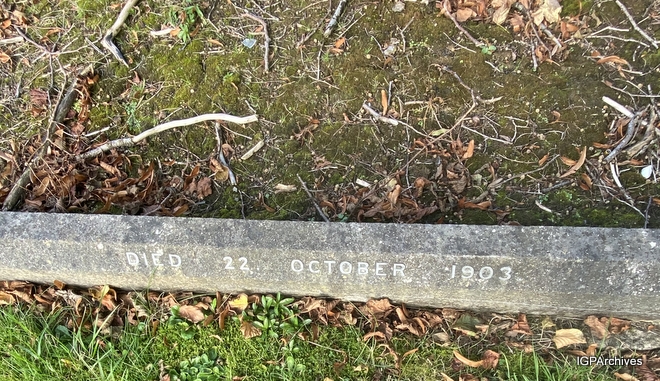 DIED 22 OCTOBER 1903
IGPArchives